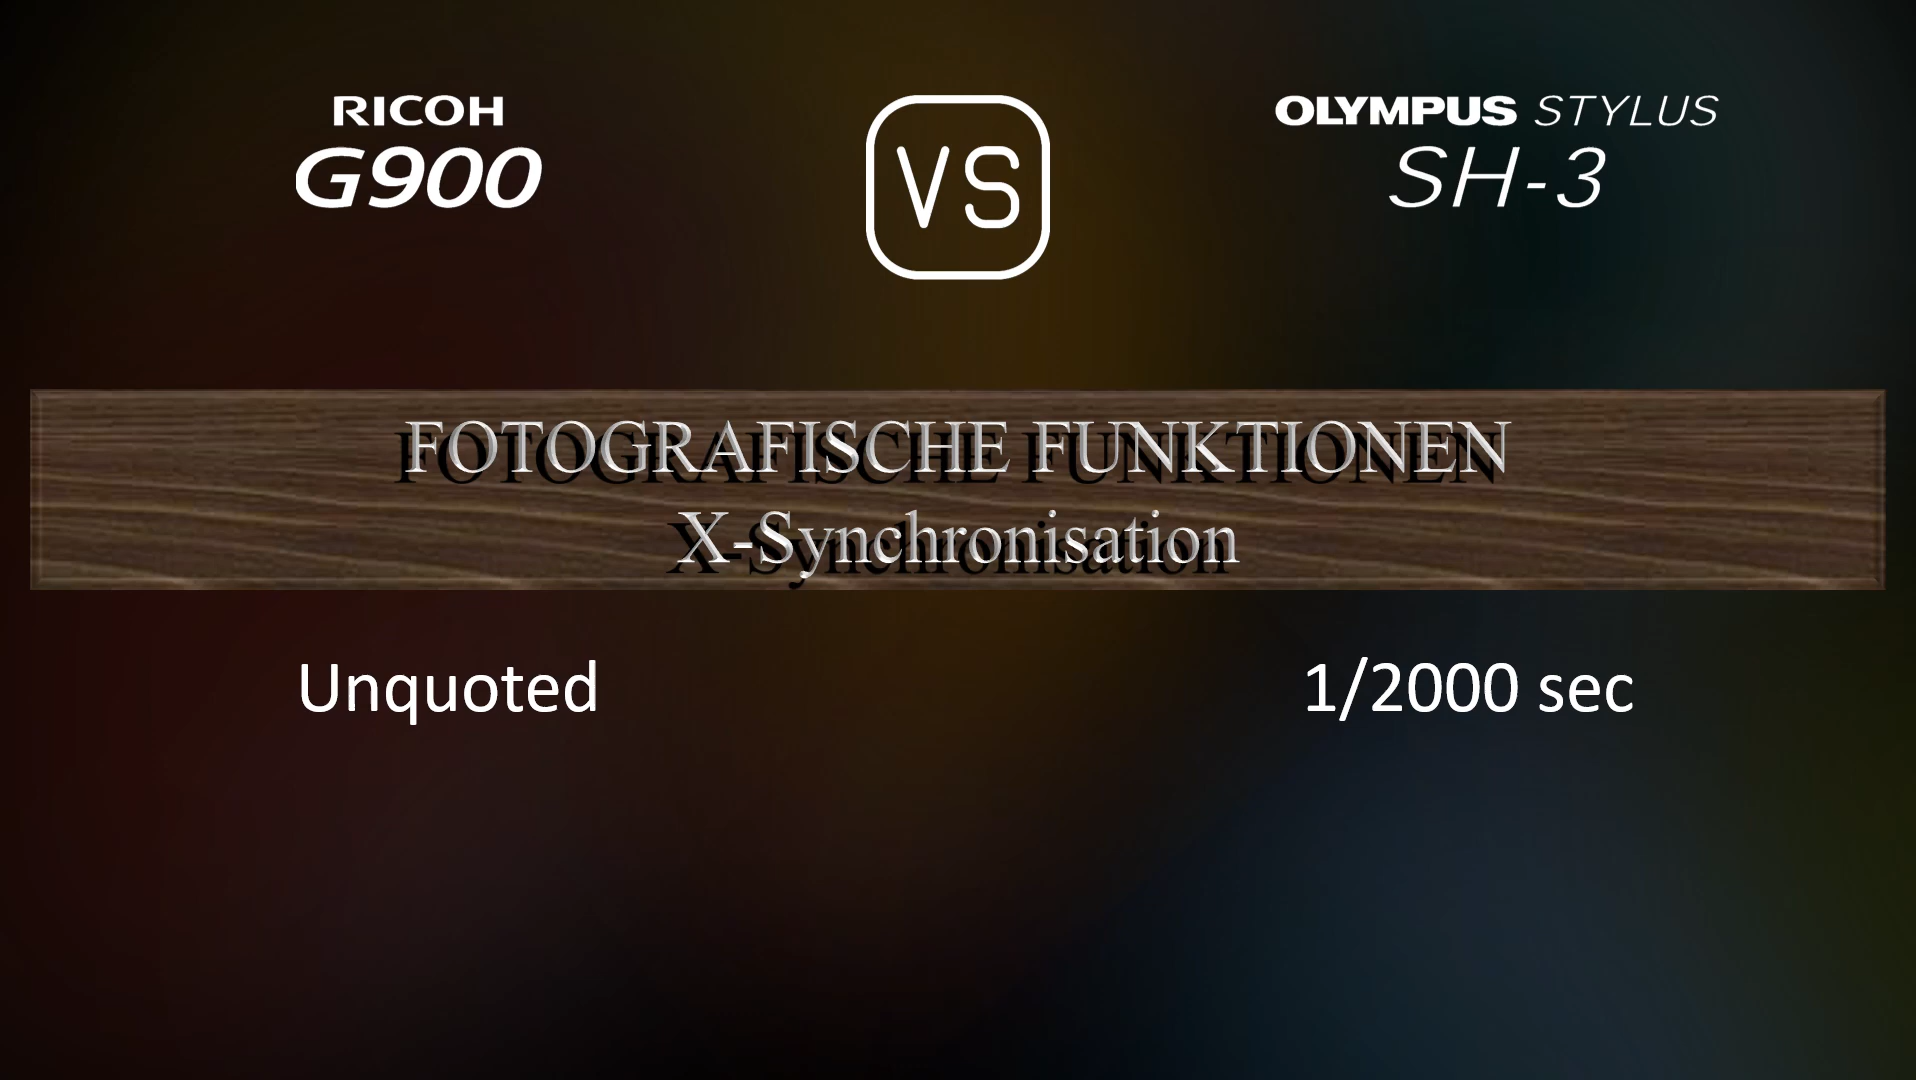 RICOH
G900
VS
OLYMPUS STYLUS
SH-3
FOTOGRAFISCHE FUNKTIONEN
X-Synchronisation
Unquoted
1/2000 sec